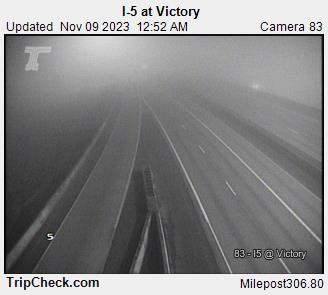 I-5 at Victory
Updated Nov 09 2023 12:52 AM Camera 83
T
S
83 - I5 @ Victory
TripCheck.com Milepost306.80